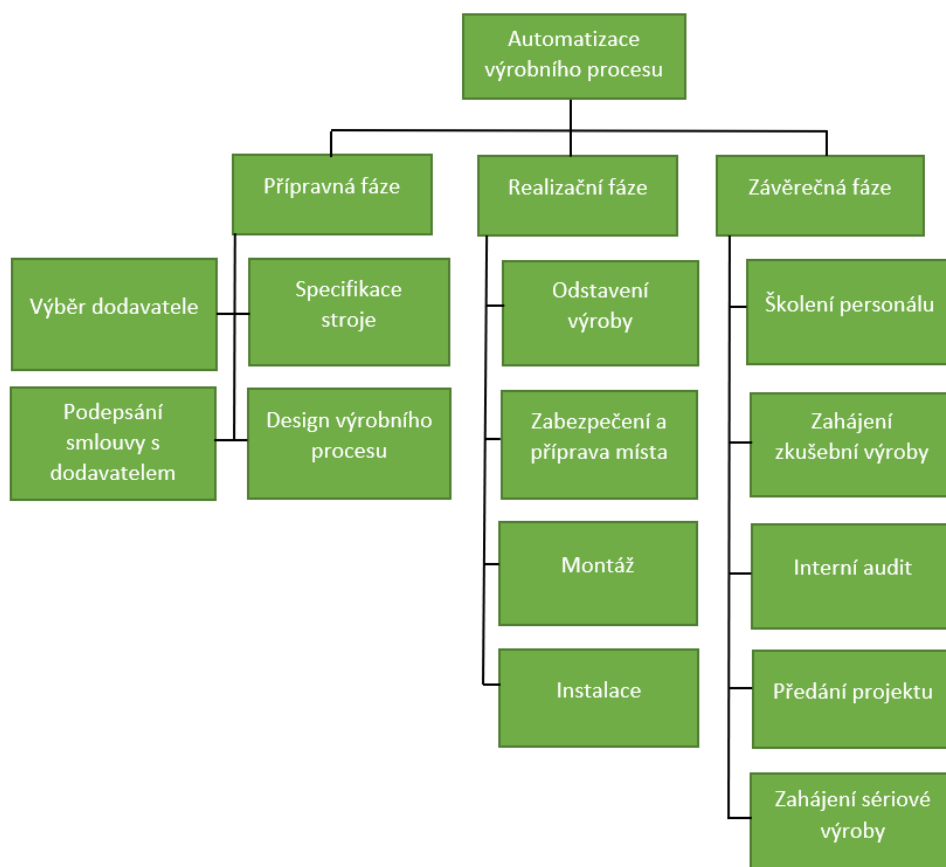 Automatizace
výrobního procesu
Přípravná fáze
Realizační fáze
Závěrečná fáze
Výběr dodavatele
Specifikace
stroje
Podepsání
smlouvy s
dodavatelem
Design výrobního
procesu
Odstavení
výroby
Zabezpečení a
příprava místa
Montáž
Instalace
Školení personálu
Zahájení
zkušební výroby
Interní audit
Předání projektu
Zahájení sériové
výroby